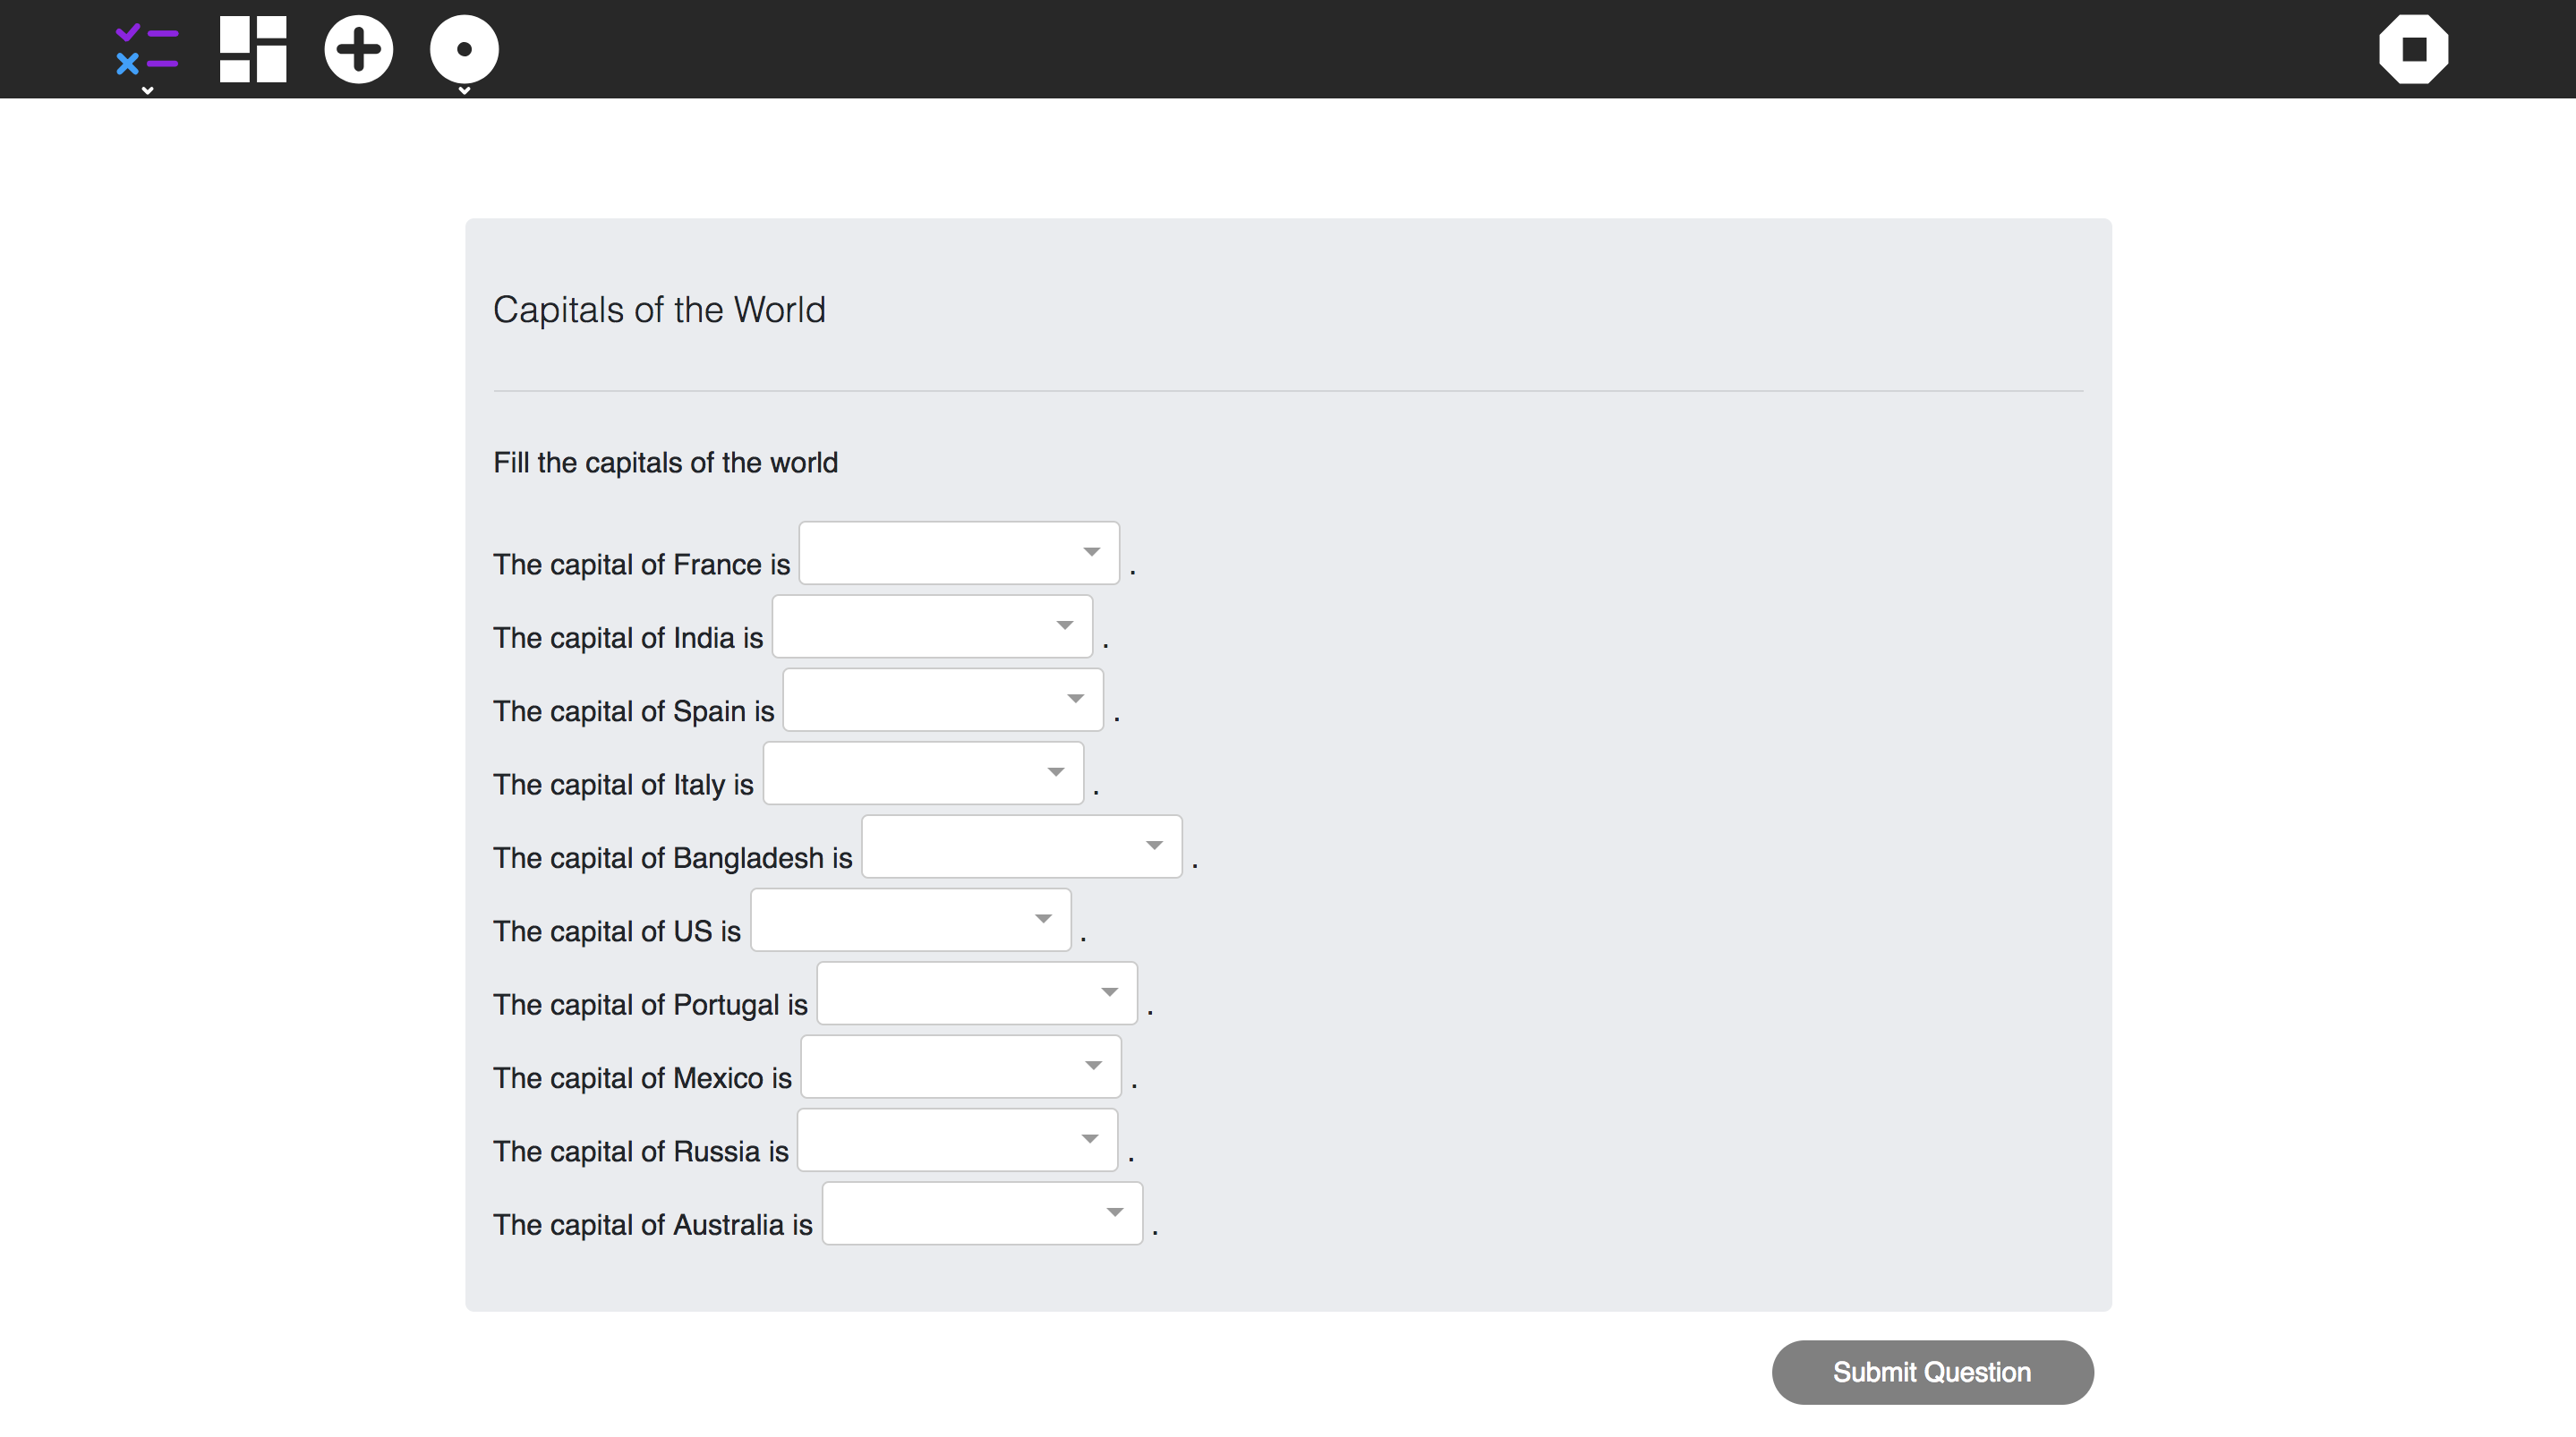 Capitals of the World
Fill the capitals of the world
The capital of France is .
The capital of India is .
The capital of Spain is .
The capital of Italy is .
The capital of Bangladesh is .
The capital of US is .
The capital of Portugal is .
The capital of Mexico is .
The capital of Russia is .
The capital of Australia is .
Submit Question